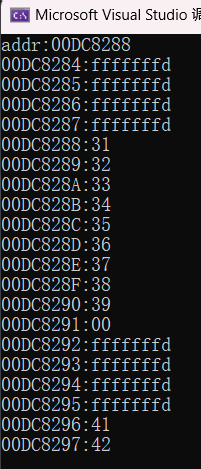 Microsoft Visual Studio 调
addr:00DC8288
00DC8284:fffffffd
00DC8285:fffffffd
00DC8286:fffffffd
00DC8287:fffffffd
00DC8288:31
00DC8289:32
00DC828A:33
00DC828B:34
00DC828C:35
00DC828D:36
00DC828E:37
00DC828F:38
00DC8290:39
00DC8291:00
00DC8292:fffffffd
00DC8293:fffffffd
00DC8294:fffffffd
00DC8295:fffffffd
00DC8296:41
00DC8297:42